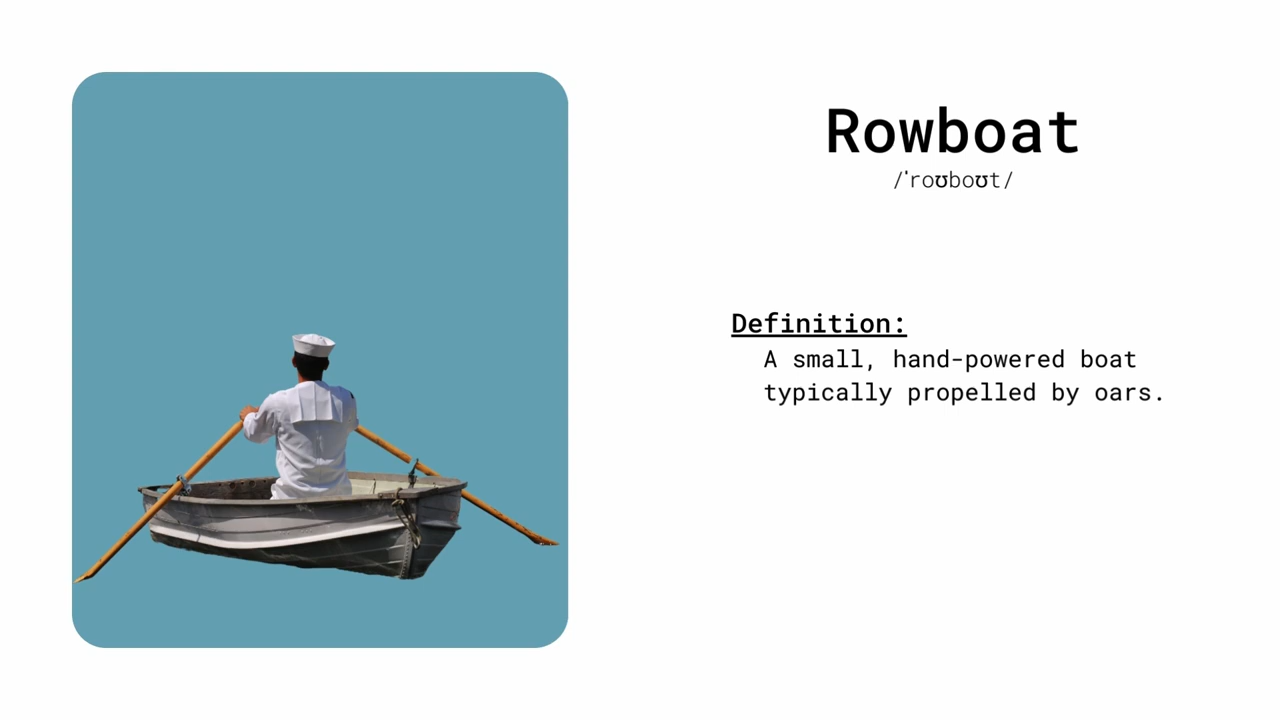 Rowboat
/ˈroʊboʊt/
Definition:
A small, hand-powered boat
typically propelled by oars.